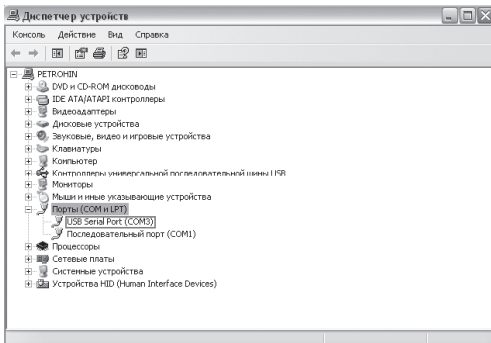 Диспетчер устройств
Консоль Действие Вид Справка
PETROHIN
DVD и CD-ROM дисководы
IDE ATA/ATAPI контроллеры
Видеоадаптеры
Дисковые устройства
Звуковые, видео и игровые устройства
Клавиатуры
Компьютер
Контроллеры универсальной последовательной шины USB
Мониторы
Мыши и иные указывающие устройства
Порты (COM и LPT)
USB Serial Port (COM3)
Последовательный порт (COM1)
Процессоры
Сетевые платы
Системные устройства
Устройства HID (Human Interface Devices)